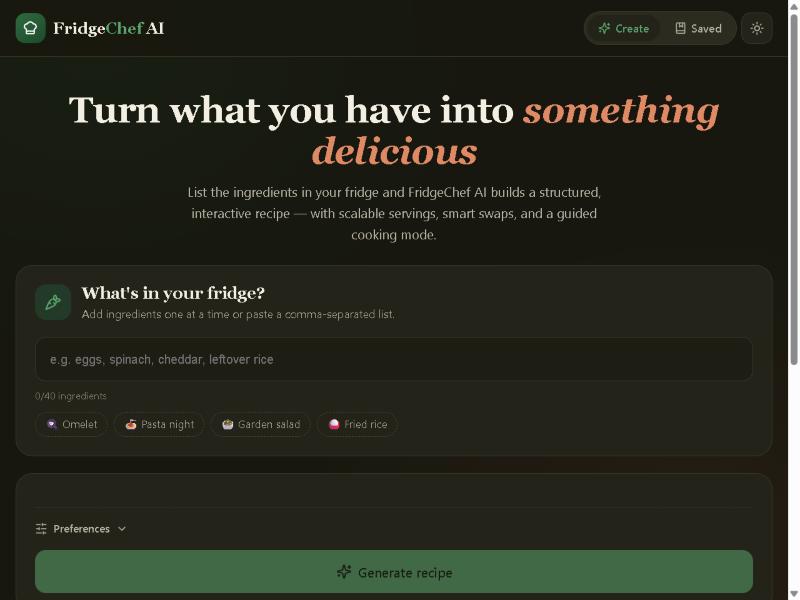 FridgeChef AI
Create
Saved
Turn what you have into something
delicious
List the ingredients in your fridge and FridgeChef AI builds a structured,
interactive recipe — with scalable servings, smart swaps, and a guided
cooking mode.
What's in your fridge?
Add ingredients one at a time or paste a comma-separated list.
e.g. eggs, spinach, cheddar, leftover rice
0/40 ingredients
Omelet
Pasta night
Garden salad
Fried rice
Preferences
Generate recipe